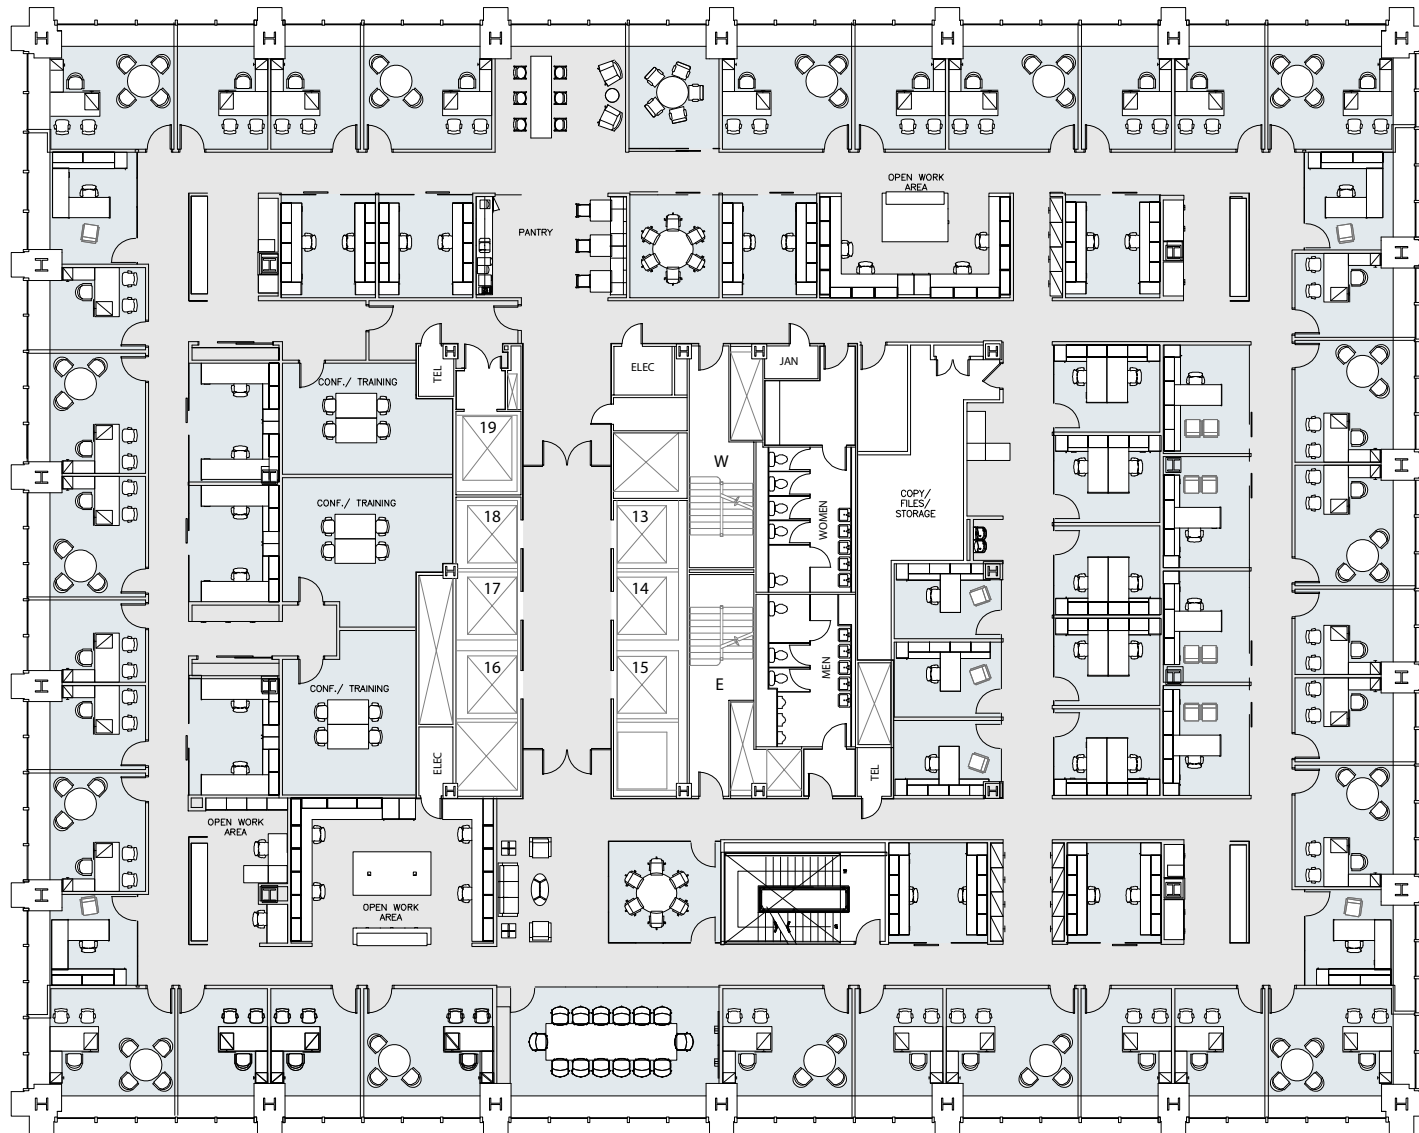 OPEN WORK
AREA
PANTRY
TEL
ELEC
JAN
CONF./ TRAINING
19
W
CONF./ TRAINING
COPY/
FILES/
STORAGE
18
13
WOMEN
17
14
16
15
MEN
E
CONF./ TRAINING
ELEC
TEL
OPEN WORK
AREA
OPEN WORK
AREA